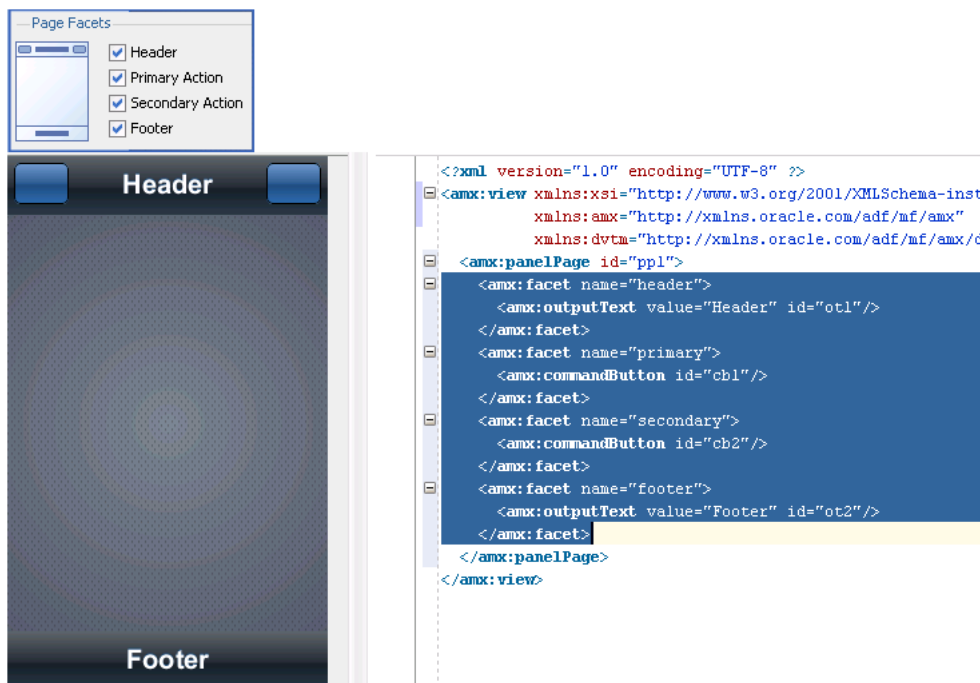 Page Facets
Header
Primary Action
Secondary Action
Footer
Header
Footer
<?xml version="1.0" encoding="UTF-8" ?>
<amx:view xmlns:xsi="http://www.w3.org/2001/XMLSchema-inst
xmlns:amx="http://xmlns.oracle.com/adf/mf/amx"
xmlns:dvtm="http://xmlns.oracle.com/adf/mf/amx/d
<amx:panelPage id="pp1">
<amx:facet name="header">
<amx:outputText value="Header" id="ot1"/>
</amx:facet>
<amx:facet name="primary">
<amx:commandButton id="cb1"/>
</amx:facet>
<amx:facet name="secondary">
<amx:commandButton id="cb2"/>
</amx:facet>
<amx:facet name="footer">
<amx:outputText value="Footer" id="ot2"/>
</amx:facet>
</amx:panelPage>
</amx:view>